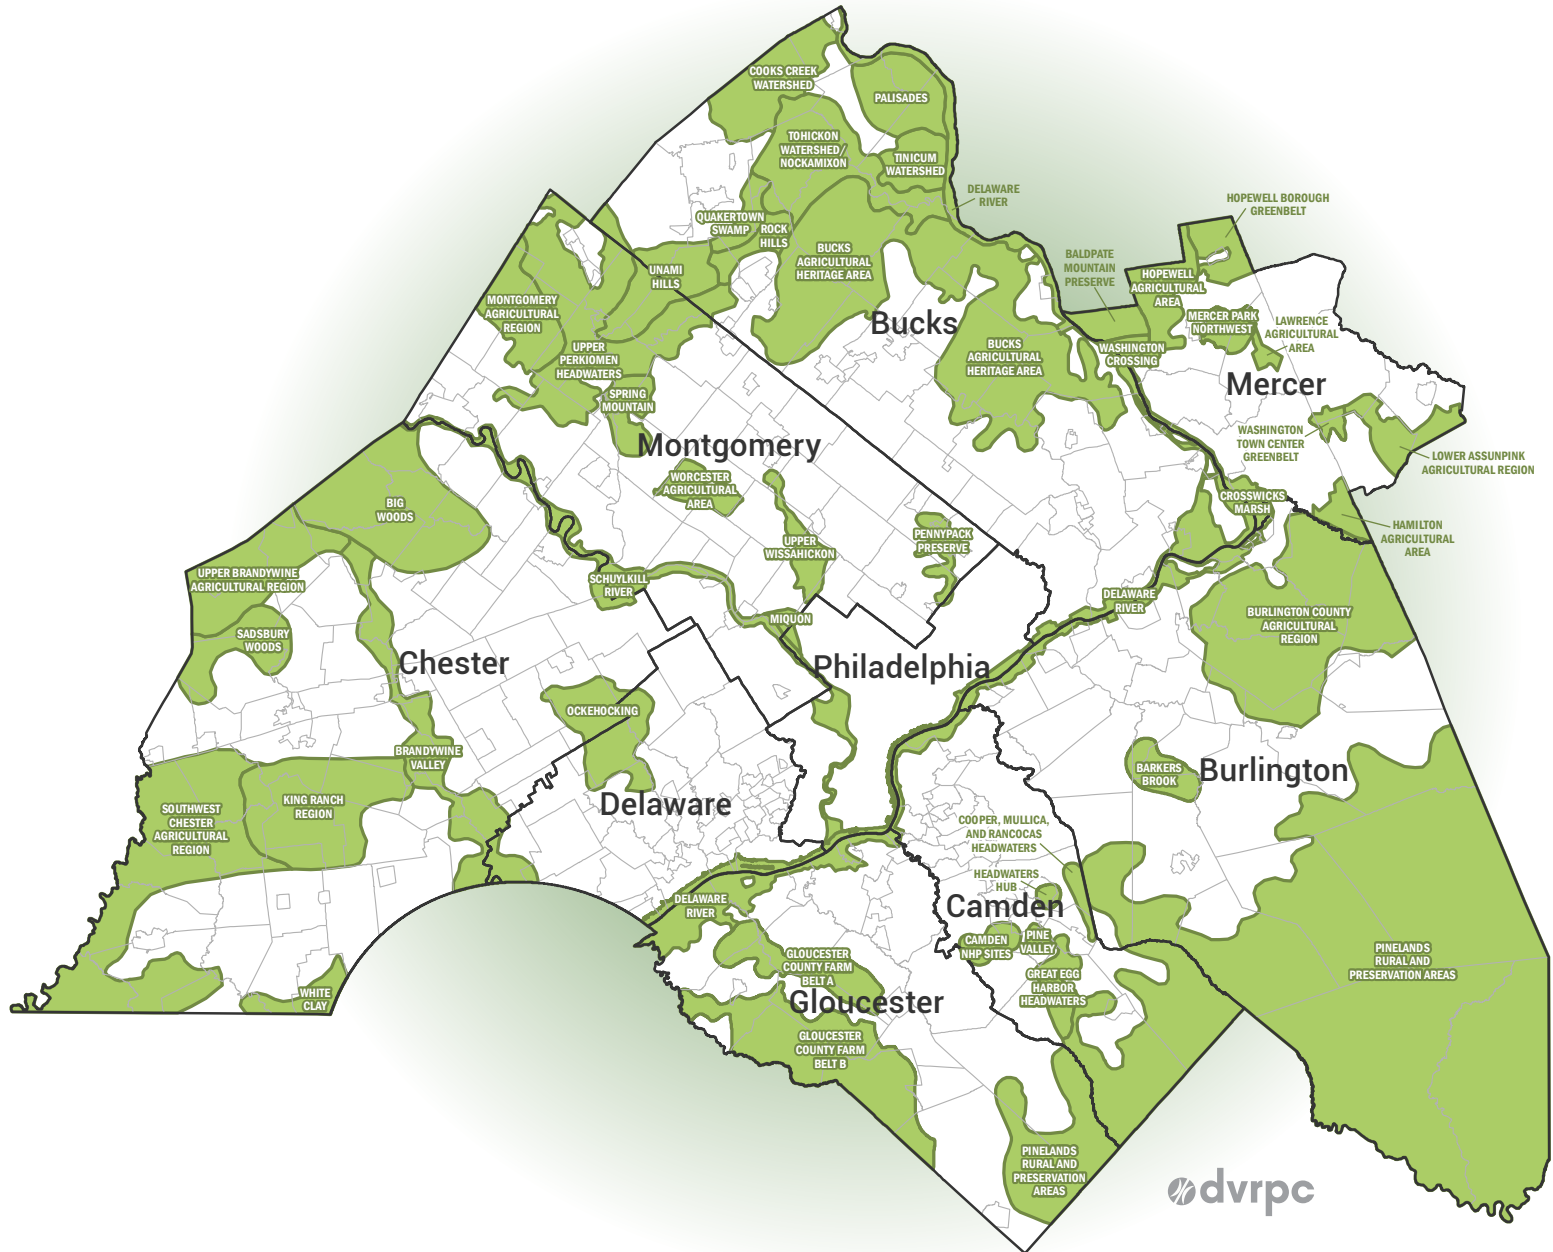 COOKS CREEK
WATERSHED
PALISADES
TOHICKON
WATERSHED/
NOCKAMIXON
TINICUM
WATERSHED
DELAWARE
RIVER
HOPEWELL BOROUGH
GREENBELT
QUAKERTOWN
SWAMP
ROCK
HILLS
BUCKS
AGRICULTURAL
HERITAGE AREA
UNAMI
HILLS
BALDPATE
MOUNTAIN
PRESERVE
HOPEWELL
AGRICULTURAL
AREA
MONTGOMERY
AGRICULTURAL
REGION
Bucks
MERCER PARK
NORTHWEST
LAWRENCE
AGRICULTURAL
AREA
UPPER
PERKIOMEN
HEADWATERS
BUCKS
AGRICULTURAL
HERITAGE AREA
WASHINGTON
CROSSING
Mercer
SPRING
MOUNTAIN
Montgomery
WASHINGTON
TOWN CENTER
GREENBELT
LOWER ASSUNPINK
AGRICULTURAL REGION
WORCESTER
AGRICULTURAL
AREA
BIG
WOODS
CROSSWICKS
MARSH
HAMILTON
AGRICULTURAL
AREA
UPPER
WISSAHICKON
PENNYPACK
PRESERVE
UPPER BRANDYWINE
AGRICULTURAL REGION
SCHUYLKILL
RIVER
DELAWARE
RIVER
MIQUON
BURLINGTON COUNTY
AGRICULTURAL
REGION
SADSBURY
WOODS
Chester
Philadelphia
OCKEHOCKING
BRANDYWINE
VALLEY
BARKERS
BROOK
Burlington
KING RANCH
REGION
SOUTHWEST
CHESTER
AGRICULTURAL
REGION
Delaware
COOPER, MULLICA,
AND RANCOCAS
HEADWATERS
HEADWATERS
HUB
Camden
DELAWARE
RIVER
CAMDEN
NHP SITES
PINE
VALLEY
PINELANDS
RURAL AND
PRESERVATION AREAS
GLOUCESTER
COUNTY FARM
BELT A
GREAT EGG
HARBOR
HEADWATERS
WHITE
CLAY
Gloucester
GLOUCESTER
COUNTY FARM
BELT B
PINELANDS
RURAL AND
PRESERVATION
AREAS
dvrpc